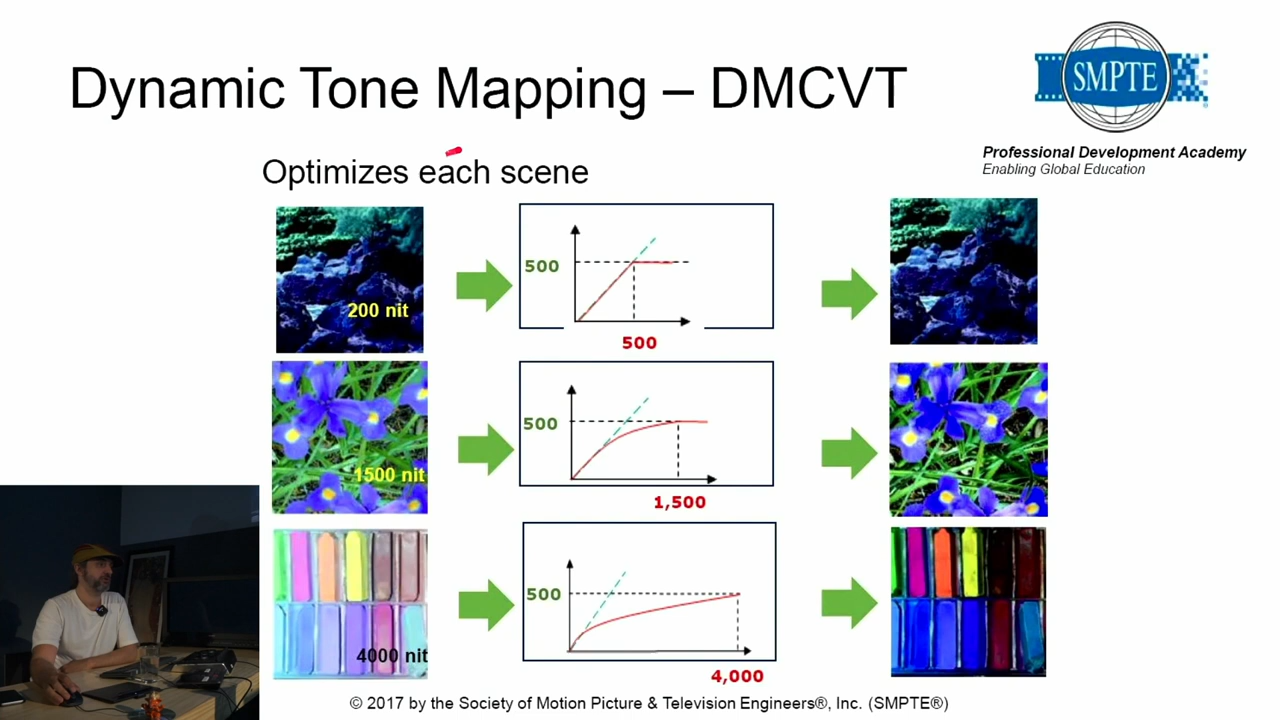 Dynamic Tone Mapping – DMCVT
SMPTE
Professional Development Academy
Enabling Global Education
Optimizes each scene
200 nit
500
500
1500 nit
500
1,500
4000 nit
500
4,000
© 2017 by the Society of Motion Picture & Television Engineers®, Inc. (SMPTE®)